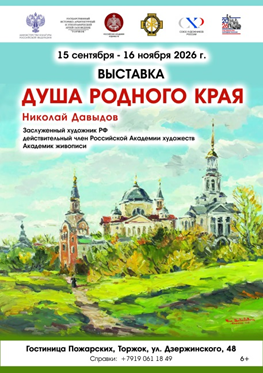 15 сентября - 16 ноября 2026 г.
ВЫСТАВКА
ДУША РОДНОГО КРАЯ
Николай Давыдов
Заслуженный художник РФ
действительный член Российской Академии художеств
Академик живописи
Гостиница Пожарских, Торжок, ул. Дзержинского, 48
Справки: +7919 061 18 49
6+